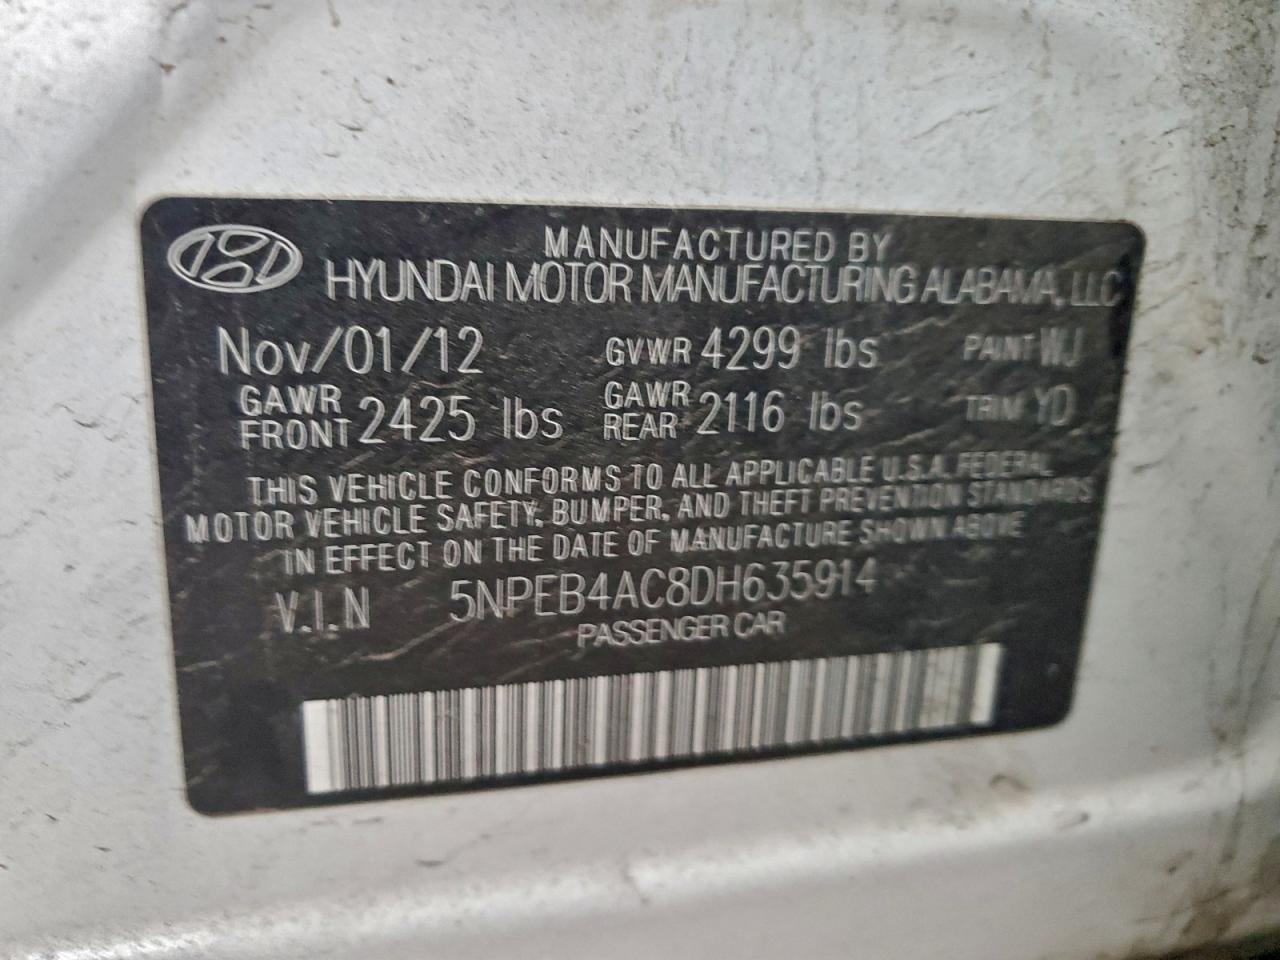 MANUFACTURED BY
HYUNDAI MOTOR MANUFACTURING ALABAMA, LLC
Nov/01/12 GVWR 4299 lbs PAINT WJ
GAWR FRONT 2425 lbs GAWR REAR 2116 lbs TRIM YD
THIS VEHICLE CONFORMS TO ALL APPLICABLE U.S.A. FEDERAL
MOTOR VEHICLE SAFETY, BUMPER, AND THEFT PREVENTION STANDARDS
IN EFFECT ON THE DATE OF MANUFACTURE SHOWN ABOVE
V.I.N 5NPEB4AC8DH635914
PASSENGER CAR